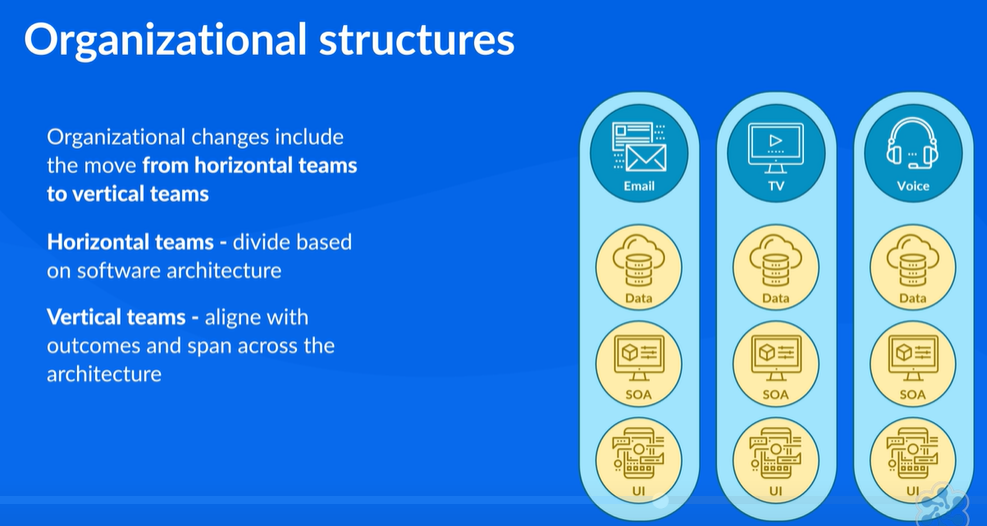 Organizational structures
Organizational changes include
the move from horizontal teams
to vertical teams
Horizontal teams - divide based
on software architecture
Vertical teams - aligne with
outcomes and span across the
architecture
Email
TV
Voice
Data
Data
Data
SOA
SOA
SOA
UI
UI
UI